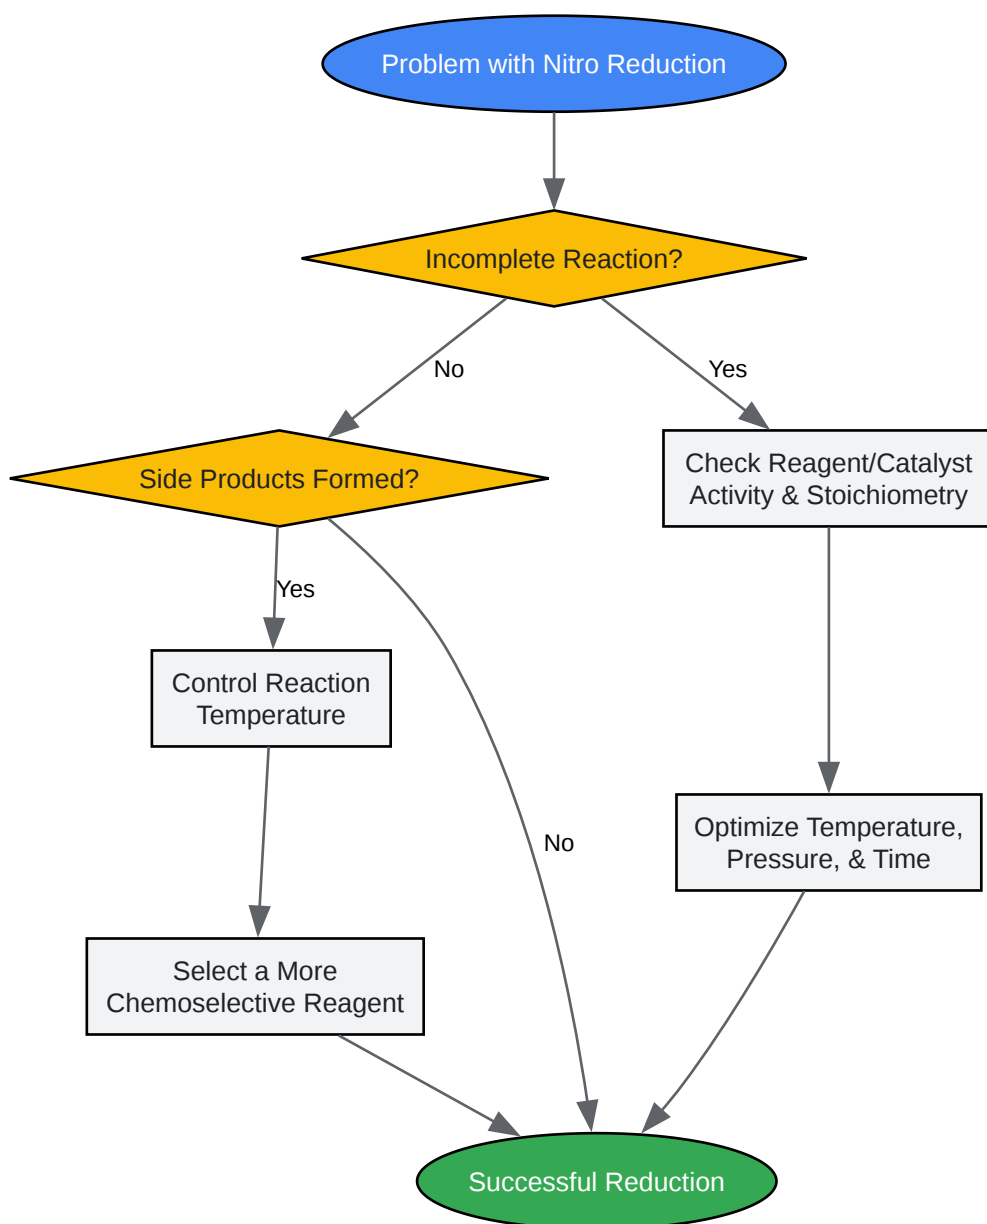 Problem with Nitro Reduction
Incomplete Reaction?
No
Yes
Side Products Formed?
Check Reagent/Catalyst
Activity & Stoichiometry
Yes
Control Reaction
Temperature
No
Optimize Temperature,
Pressure, & Time
Select a More
Chemoselective Reagent
Successful Reduction